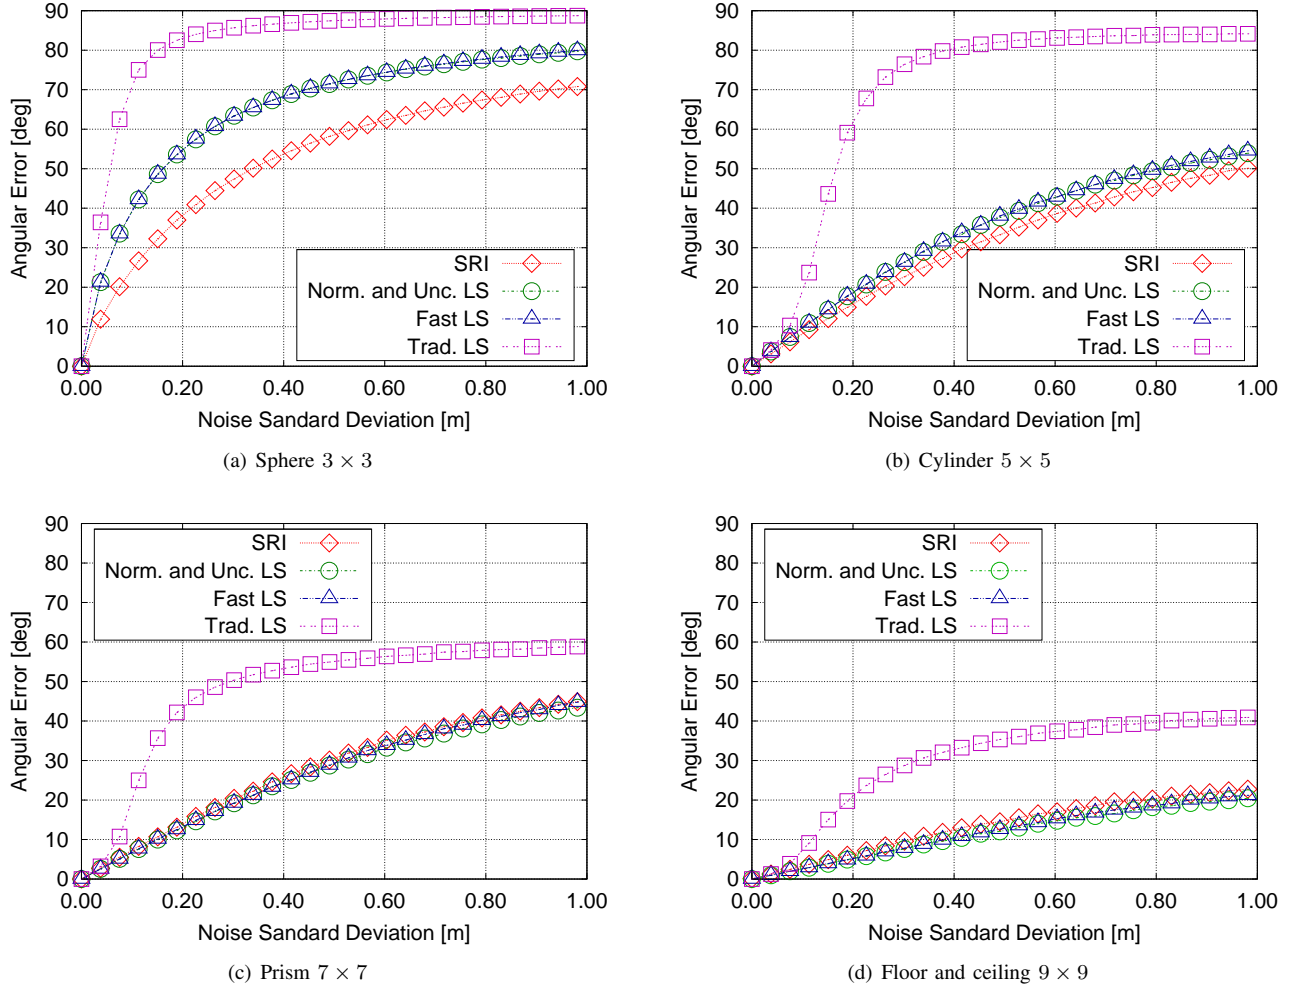 90
80
70
60
50
40
30
20
10
0
Angular Error [deg]
SRI
Norm. and Unc. LS
Fast LS
Trad. LS
0.00 0.20 0.40 0.60 0.80 1.00
Noise Sandard Deviation [m]
(a) Sphere 3 × 3
90
80
70
60
50
40
30
20
10
0
Angular Error [deg]
SRI
Norm. and Unc. LS
Fast LS
Trad. LS
0.00 0.20 0.40 0.60 0.80 1.00
Noise Sandard Deviation [m]
(b) Cylinder 5 × 5
90
80
70
60
50
40
30
20
10
0
Angular Error [deg]
SRI
Norm. and Unc. LS
Fast LS
Trad. LS
0.00 0.20 0.40 0.60 0.80 1.00
Noise Sandard Deviation [m]
(c) Prism 7 × 7
90
80
70
60
50
40
30
20
10
0
Angular Error [deg]
SRI
Norm. and Unc. LS
Fast LS
Trad. LS
0.00 0.20 0.40 0.60 0.80 1.00
Noise Sandard Deviation [m]
(d) Floor and ceiling 9 × 9